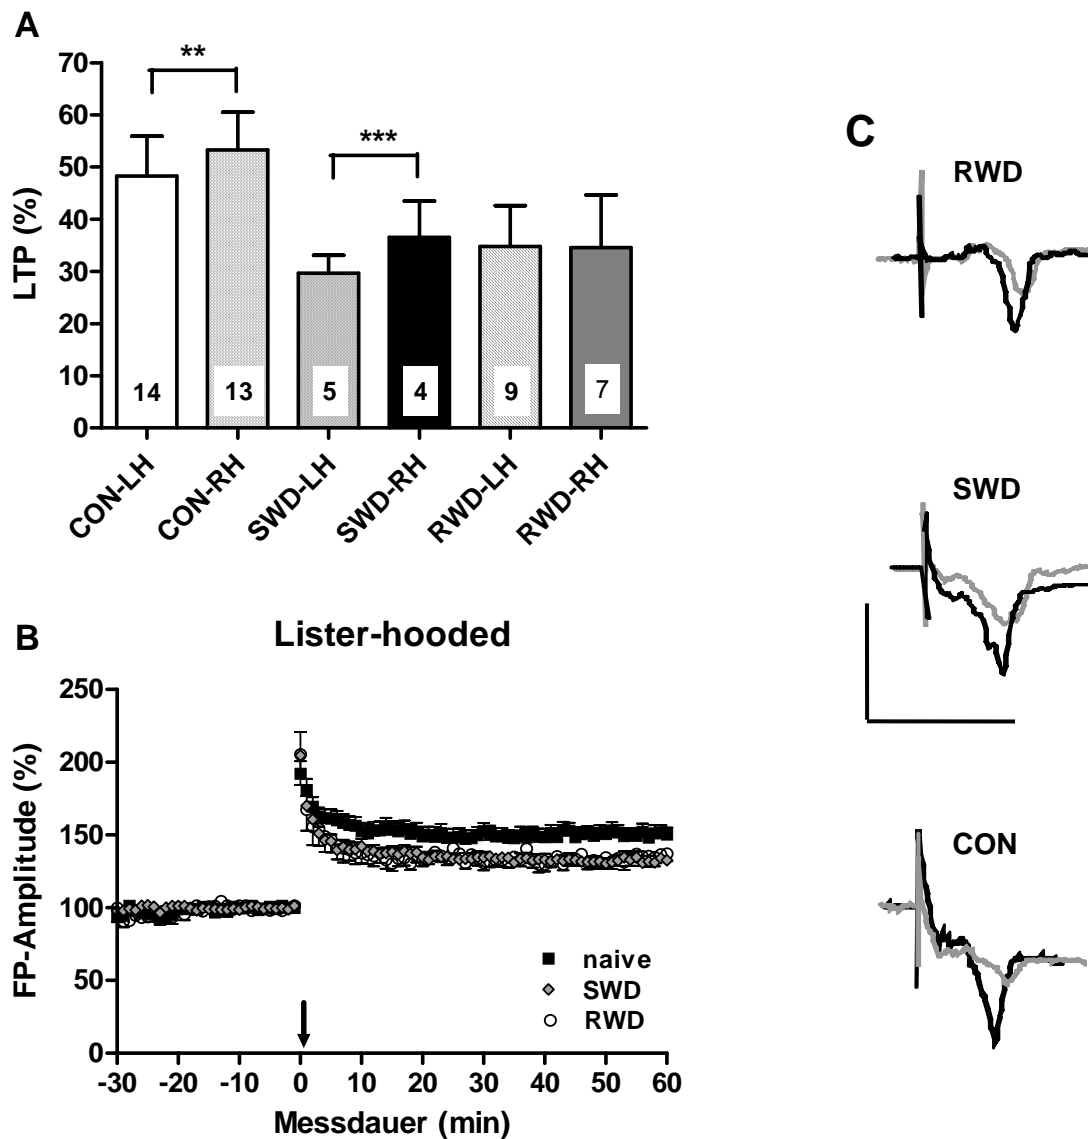 A
**
***
70
60
50
40
30
20
10
0
LTP (%)
14
13
5
4
9
7
CON-LH
CON-RH
SWD-LH
SWD-RH
RWD-LH
RWD-RH
B
Lister-hooded
250
200
150
100
50
0
FP-Amplitude (%)
naive
SWD
RWD
-30
-20
-10
0
10
20
30
40
50
60
Messdauer (min)
C
RWD
SWD
CON